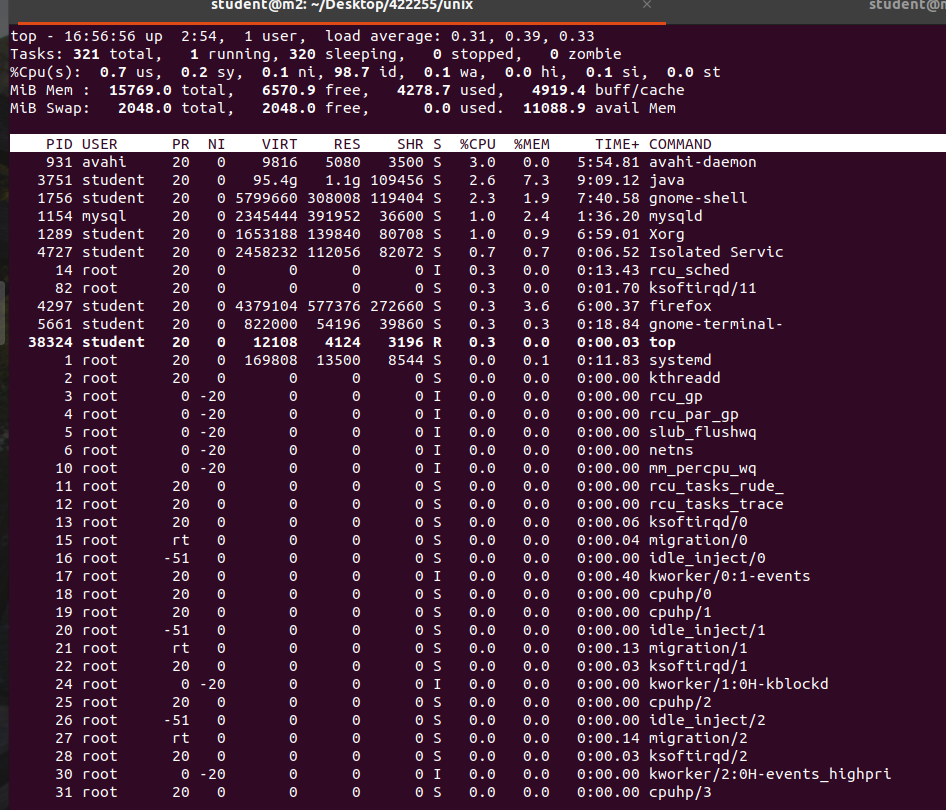 student@m2: ~/Desktop/422255/unix × student@m
top - 16:56:56 up  2:54,  1 user,  load average: 0.31, 0.39, 0.33
Tasks: 321 total,   1 running, 320 sleeping,   0 stopped,   0 zombie
%Cpu(s):  0.7 us,  0.2 sy,  0.1 ni, 98.7 id,  0.1 wa,  0.0 hi,  0.1 si,  0.0 st
MiB Mem :  15769.0 total,   6570.9 free,   4278.7 used,   4919.4 buff/cache
MiB Swap:   2048.0 total,   2048.0 free,      0.0 used.  11088.9 avail Mem
PID USER PR NI VIRT RES SHR S %CPU %MEM TIME+ COMMAND
931 avahi 20 0 9816 5080 3500 S 3.0 0.0 5:54.81 avahi-daemon
3751 student 20 0 95.4g 1.1g 109456 S 2.6 7.3 9:09.12 java
1756 student 20 0 5799660 308008 119404 S 2.3 1.9 7:40.58 gnome-shell
1154 mysql 20 0 2345444 391952 36600 S 1.0 2.4 1:36.20 mysqld
1289 student 20 0 1653188 139840 80708 S 1.0 0.9 6:59.01 Xorg
4727 student 20 0 2458232 112056 82072 S 0.7 0.7 0:06.52 Isolated Servic
14 root 20 0 0 0 0 I 0.3 0.0 0:13.43 rcu_sched
82 root 20 0 0 0 0 S 0.3 0.0 0:01.70 ksoftirqd/11
4297 student 20 0 4379104 577376 272660 S 0.3 3.6 6:00.37 firefox
5661 student 20 0 822000 54196 39860 S 0.3 0.3 0:18.84 gnome-terminal-
38324 student 20 0 12108 4124 3196 R 0.3 0.0 0:00.03 top
1 root 20 0 169808 13500 8544 S 0.0 0.1 0:11.83 systemd
2 root 20 0 0 0 0 S 0.0 0.0 0:00.00 kthreadd
3 root 0 -20 0 0 0 I 0.0 0.0 0:00.00 rcu_gp
4 root 0 -20 0 0 0 I 0.0 0.0 0:00.00 rcu_par_gp
5 root 0 -20 0 0 0 I 0.0 0.0 0:00.00 slub_flushwq
6 root 0 -20 0 0 0 I 0.0 0.0 0:00.00 netns
10 root 0 -20 0 0 0 I 0.0 0.0 0:00.00 mm_percpu_wq
11 root 20 0 0 0 0 S 0.0 0.0 0:00.00 rcu_tasks_rude_
12 root 20 0 0 0 0 S 0.0 0.0 0:00.00 rcu_tasks_trace
13 root 20 0 0 0 0 S 0.0 0.0 0:00.06 ksoftirqd/0
15 root rt 0 0 0 0 S 0.0 0.0 0:00.04 migration/0
16 root -51 0 0 0 0 S 0.0 0.0 0:00.00 idle_inject/0
17 root 20 0 0 0 0 I 0.0 0.0 0:00.40 kworker/0:1-events
18 root 20 0 0 0 0 S 0.0 0.0 0:00.00 cpuhp/0
19 root 20 0 0 0 0 S 0.0 0.0 0:00.00 cpuhp/1
20 root -51 0 0 0 0 S 0.0 0.0 0:00.00 idle_inject/1
21 root rt 0 0 0 0 S 0.0 0.0 0:00.13 migration/1
22 root 20 0 0 0 0 S 0.0 0.0 0:00.03 ksoftirqd/1
24 root 0 -20 0 0 0 I 0.0 0.0 0:00.00 kworker/1:0H-kblockd
25 root 20 0 0 0 0 S 0.0 0.0 0:00.00 cpuhp/2
26 root -51 0 0 0 0 S 0.0 0.0 0:00.00 idle_inject/2
27 root rt 0 0 0 0 S 0.0 0.0 0:00.14 migration/2
28 root 20 0 0 0 0 S 0.0 0.0 0:00.03 ksoftirqd/2
30 root 0 -20 0 0 0 I 0.0 0.0 0:00.00 kworker/2:0H-events_highpri
31 root 20 0 0 0 0 S 0.0 0.0 0:00.00 cpuhp/3